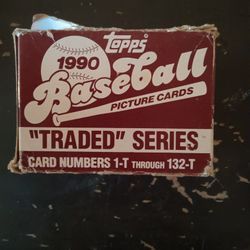 Topps
1990
Baseball
PICTURE CARDS
"TRADED" SERIES
CARD NUMBERS 1-T THROUGH 132-T